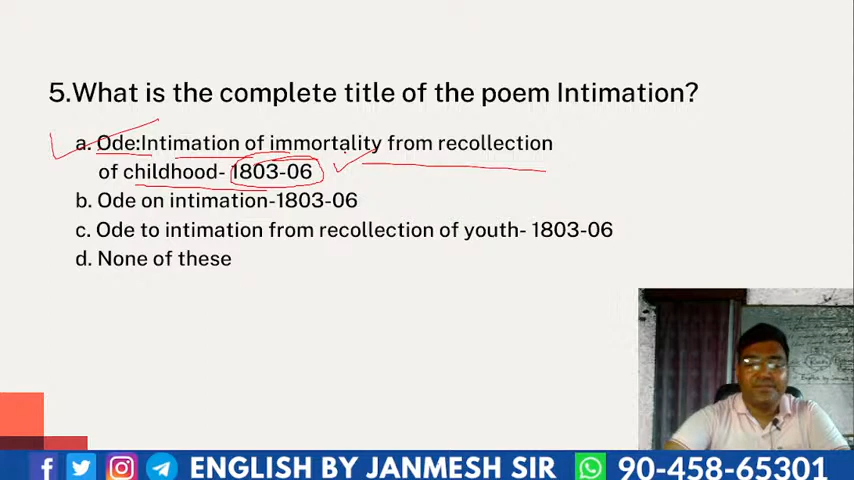 5.What is the complete title of the poem Intimation?
a. Ode:Intimation of immortality from recollection
of childhood- 1803-06
b. Ode on intimation-1803-06
c. Ode to intimation from recollection of youth- 1803-06
d. None of these
ENGLISH BY JANMESH SIR 90-458-65301